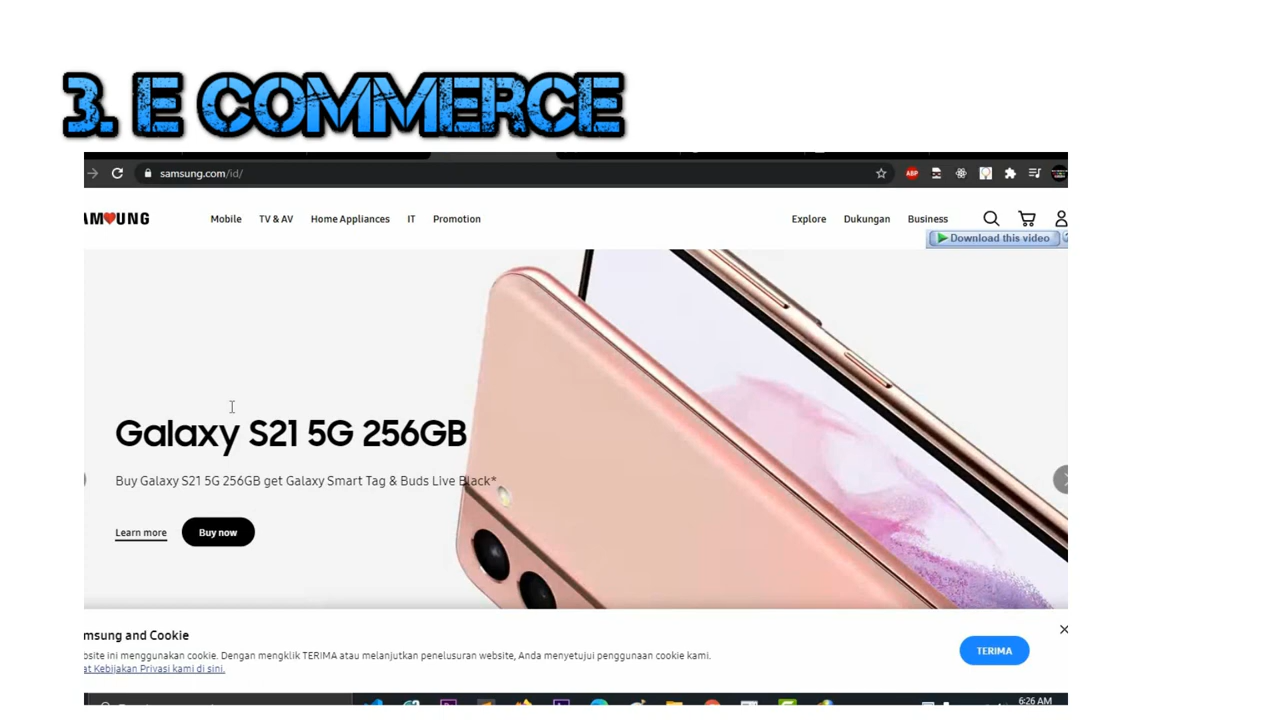 3. E COMMERCE
samsung.com/id/
ABP
AM UNG
Mobile TV & AV Home Appliances IT Promotion Explore Dukungan Business
Download this video
Galaxy S21 5G 256GB
Buy Galaxy S21 5G 256GB get Galaxy Smart Tag & Buds Live Black*
Learn more Buy now
msung and Cookie
bsite ini menggunakan cookie. Dengan mengklik TERIMA atau melanjutkan penelusuran website, Anda menyetujui penggunaan cookie kami.
at Kebijakan Privasi kami di sini.
TERIMA
6:26 AM